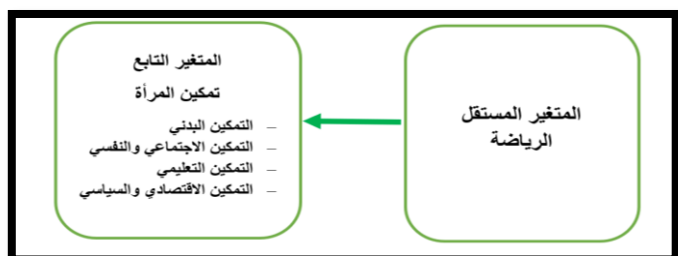 المتغير المستقل
الرياضة
المتغير التابع
تمكين المرأة
– التمكين البدني
– التمكين الاجتماعي والنفسي
– التمكين التعليمي
– التمكين الاقتصادي والسياسي